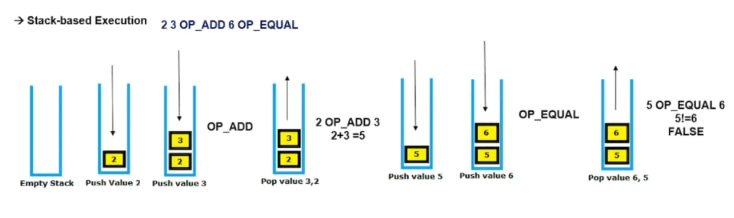 → Stack-based Execution
2 3 OP_ADD 6 OP_EQUAL
Empty Stack
2
Push Value 2
3
2
Push value 3
OP_ADD
3
2
Pop value 3,2
2 OP_ADD 3
2+3 =5
5
Push value 5
6
5
Push value 6
OP_EQUAL
6
5
Pop value 6, 5
5 OP_EQUAL 6
5!=6
FALSE